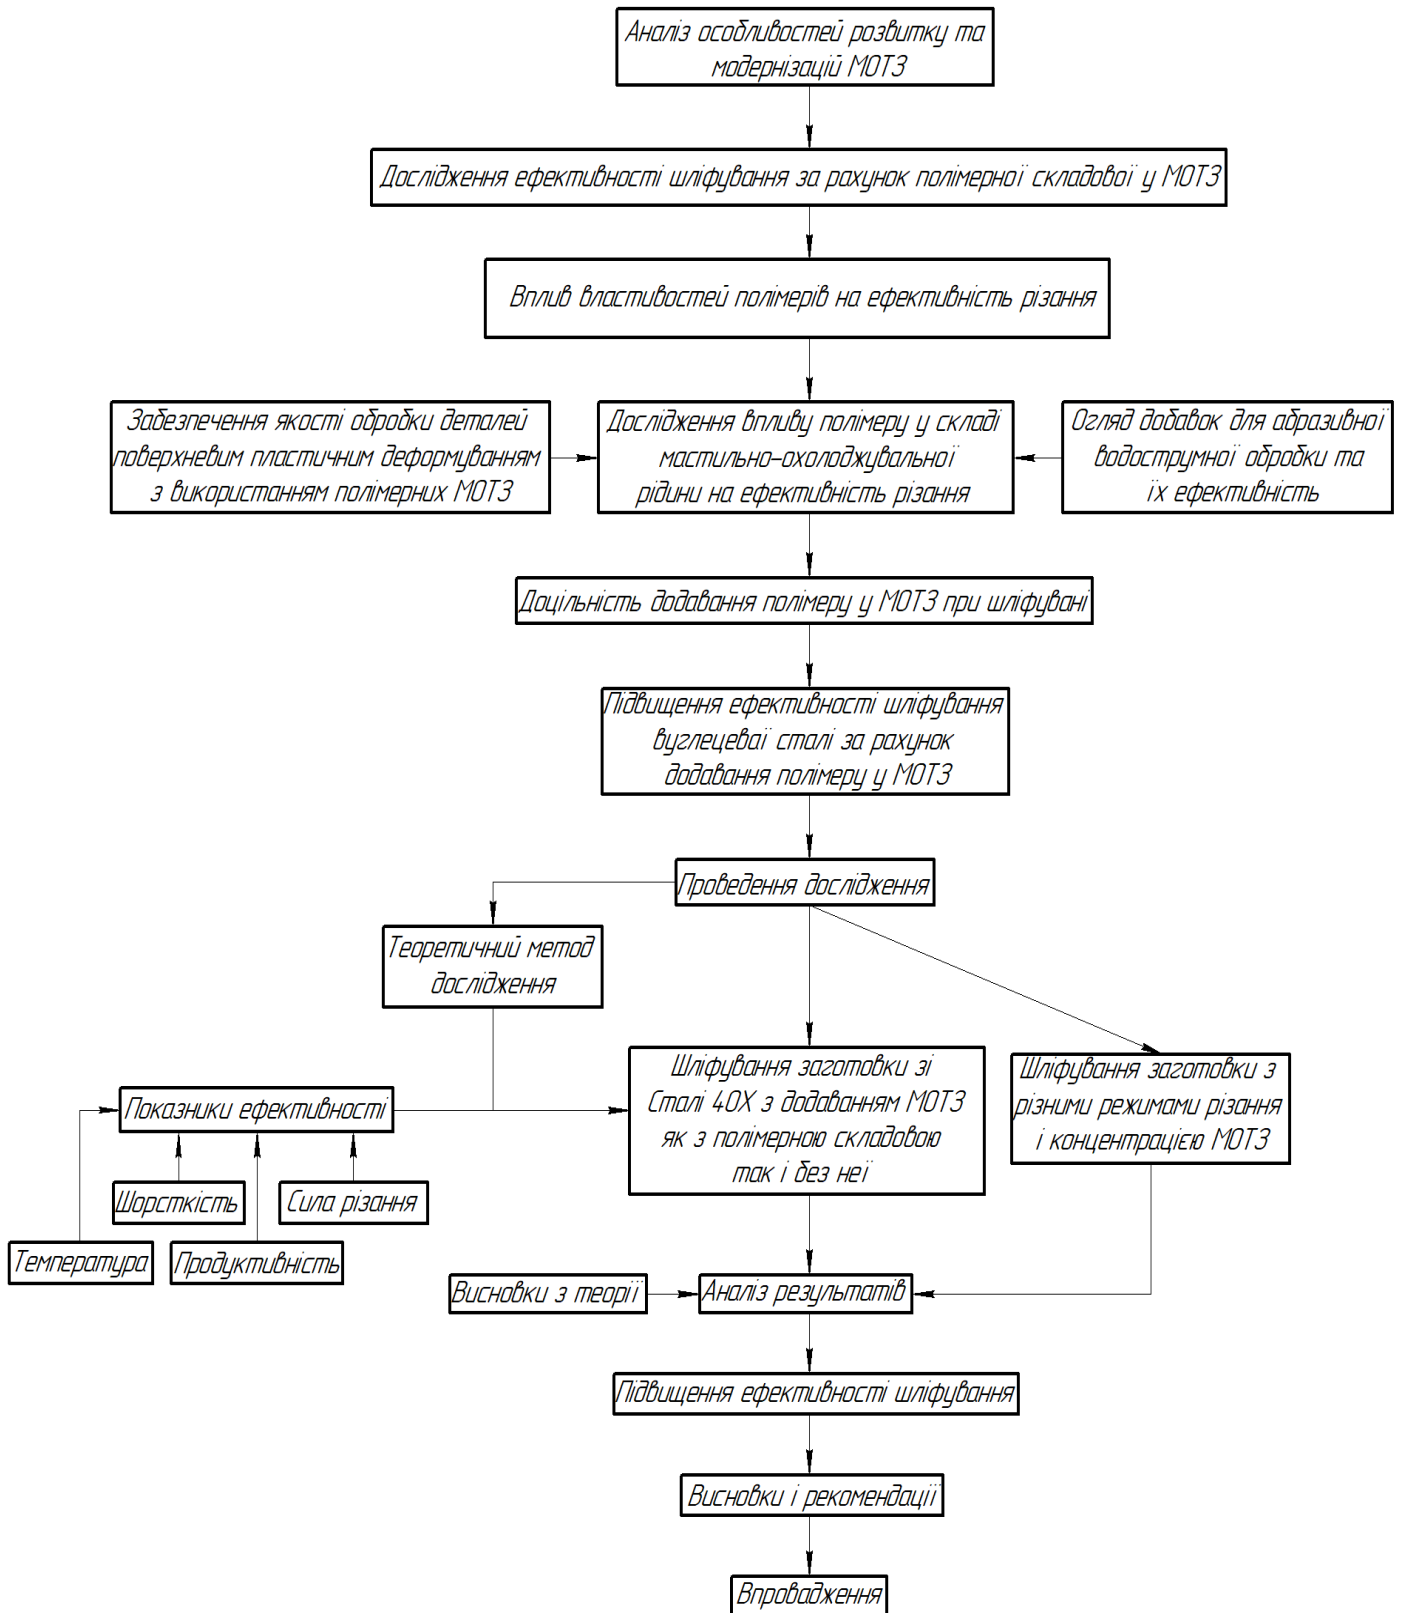 Аналіз особливостей розвитку та
модернізацій МОТЗ
Дослідження ефективності шліфування за рахунок полімерної складової у МОТЗ
Вплив властивостей полімерів на ефективність різання
Забезпечення якості обробки деталей
поверхневим пластичним деформуванням
з використанням полімерних МОТЗ
Дослідження впливу полімеру у складі
мастильно-охолоджувальної
рідини на ефективність різання
Огляд добавок для абразивної
водострумної обробки та
їх ефективність
Доцільність додавання полімеру у МОТЗ при шліфувані
Підвищення ефективності шліфування
вуглецеваї сталі за рахунок
додавання полімеру у МОТЗ
Проведення дослідження
Теоретичний метод
дослідження
Шліфування заготовки зі
Сталі 40Х з додаванням МОТЗ
як з полімерною складовою
так і без неї
Шліфування заготовки з
різними режимами різання
і концентрацією МОТЗ
Показники ефективності
Шорсткість
Сила різання
Температура
Продуктивність
Висновки з теорії
Аналіз результатів
Підвищення ефективності шліфування
Висновки і рекомендації
Впровадження